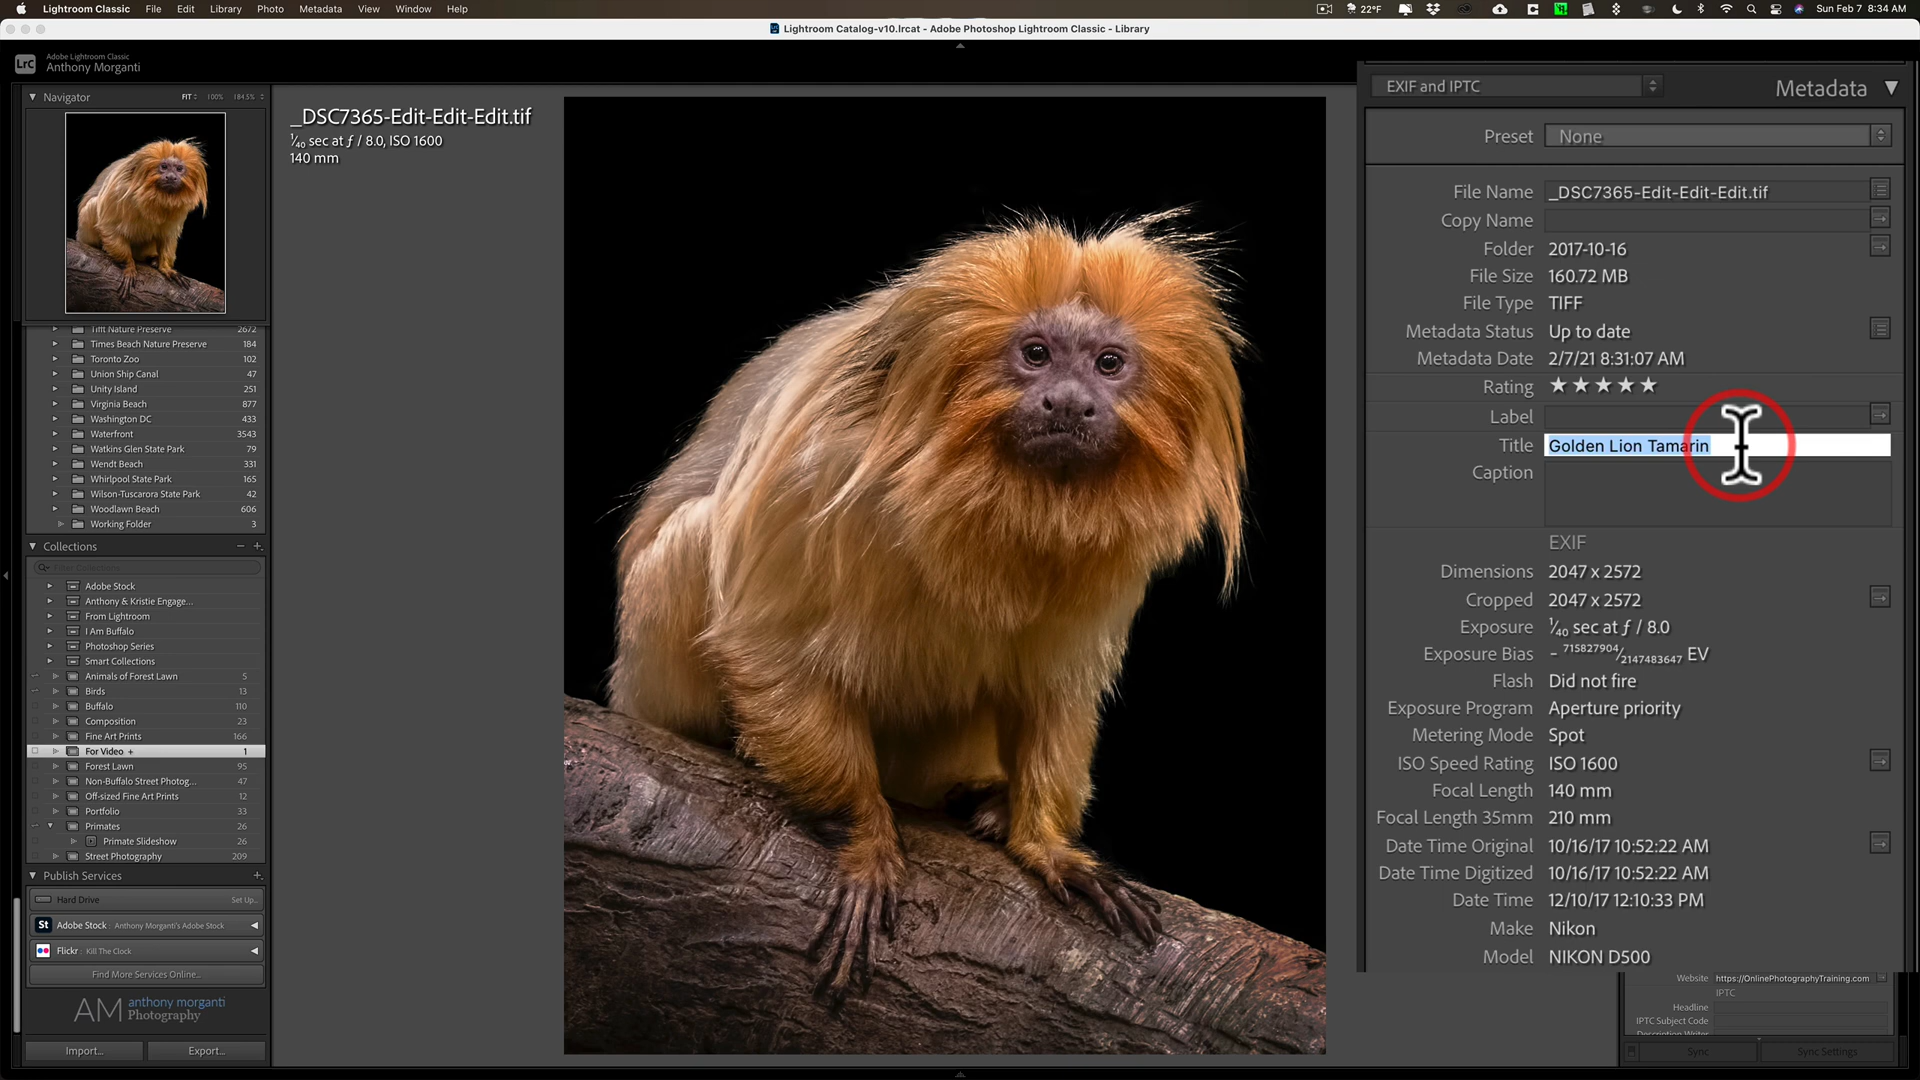 Lightroom Classic File Edit Library Photo Metadata View Window Help
22°F Sun Feb 7 8:34 AM
Lightroom Catalog-v10.lrcat - Adobe Photoshop Lightroom Classic - Library
LrC
Adobe Lightroom Classic
Anthony Morganti
Navigator FIT 100% 184.5%
Tifft Nature Preserve 2672
Times Beach Nature Preserve 184
Toronto Zoo 102
Union Ship Canal 47
Unity Island 251
Virginia Beach 877
Washington DC 433
Waterfront 3543
Watkins Glen State Park 79
Wendt Beach 331
Whirlpool State Park 165
Wilson-Tuscarora State Park 42
Woodlawn Beach 606
Working Folder 3
Collections
Filter Collections
Adobe Stock
Anthony & Kristie Engage...
From Lightroom
I Am Buffalo
Photoshop Series
Smart Collections
Animals of Forest Lawn 5
Birds 13
Buffalo 110
Composition 23
Fine Art Prints 166
For Video + 1
Forest Lawn 95
Non-Buffalo Street Photog... 47
Off-sized Fine Art Prints 12
Portfolio 33
Primates 26
Primate Slideshow 26
Street Photography 209
Publish Services
Hard Drive Set Up...
St Adobe Stock : Anthony Morganti's Adobe Stock
Flickr : Kill The Clock
Find More Services Online...
AM anthony morganti
Photography
Import... Export...
_DSC7365-Edit-Edit-Edit.tif
1/40 sec at ƒ / 8.0, ISO 1600
140 mm
EXIF and IPTC Metadata
Preset None
File Name _DSC7365-Edit-Edit-Edit.tif
Copy Name
Folder 2017-10-16
File Size 160.72 MB
File Type TIFF
Metadata Status Up to date
Metadata Date 2/7/21 8:31:07 AM
Rating ★★★★★
Label
Title Golden Lion Tamarin
Caption
EXIF
Dimensions 2047 x 2572
Cropped 2047 x 2572
Exposure 1/40 sec at ƒ / 8.0
Exposure Bias - 715827904/2147483647 EV
Flash Did not fire
Exposure Program Aperture priority
Metering Mode Spot
ISO Speed Rating ISO 1600
Focal Length 140 mm
Focal Length 35mm 210 mm
Date Time Original 10/16/17 10:52:22 AM
Date Time Digitized 10/16/17 10:52:22 AM
Date Time 12/10/17 12:10:33 PM
Make Nikon
Model NIKON D500
Website https://OnlinePhotographyTraining.com
IPTC
Headline
IPTC Subject Code
Description Writer
Sync Sync Settings